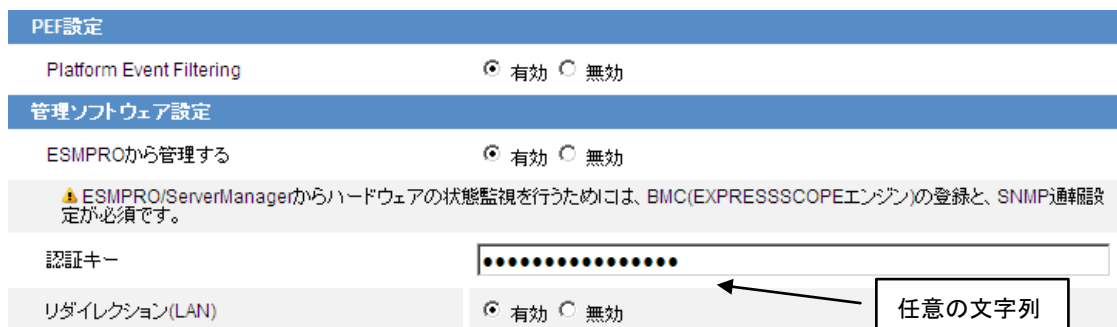 PEF設定
Platform Event Filtering 有効 無効
管理ソフトウェア設定
ESMPROから管理する 有効 無効
ESMPRO/ServerManagerからハードウェアの状態監視を行うためには、BMC(EXPRESSSCOPEエンジン)の登録と、SNMP通報設
定が必須です。
認証キー ••••••••••••••••
任意の文字列
リダイレクション(LAN) 有効 無効